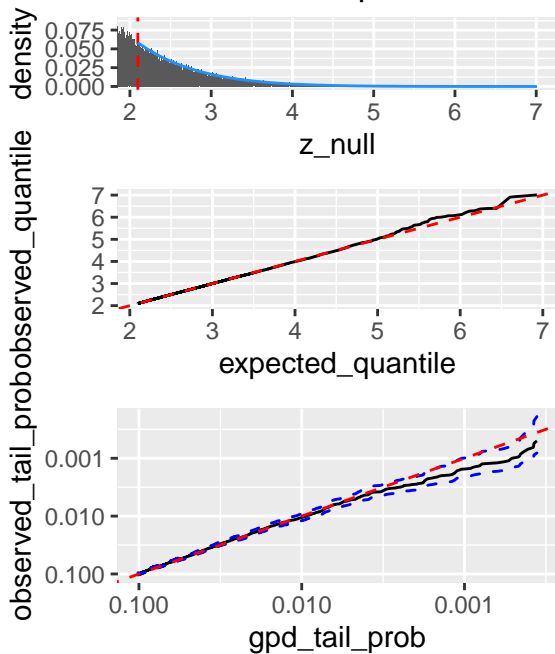 density
0.075
0.050
0.025
0.000
2 3 4 5 6 7
z_null
observed_quantile
7
6
5
4
3
2
2 3 4 5 6 7
expected_quantile
observed_tail_prob
0.001
0.010
0.100
0.100 0.010 0.001
gpd_tail_prob